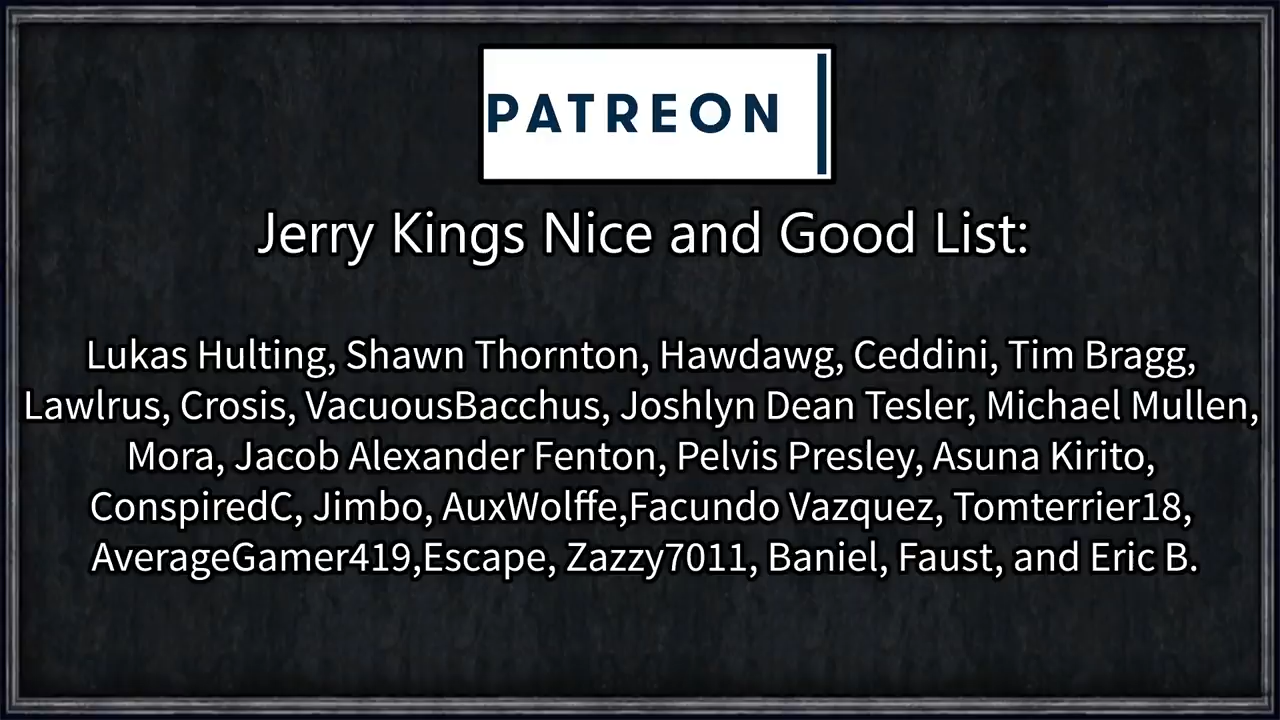 PATREON
Jerry Kings Nice and Good List:
Lukas Hulting, Shawn Thornton, Hawdawg, Ceddini, Tim Bragg,
Lawlrus, Crosis, VacuousBacchus, Joshlyn Dean Tesler, Michael Mullen,
Mora, Jacob Alexander Fenton, Pelvis Presley, Asuna Kirito,
ConspiredC, Jimbo, AuxWolffe,Facundo Vazquez, Tomterrier18,
AverageGamer419,Escape, Zazzy7011, Baniel, Faust, and Eric B.